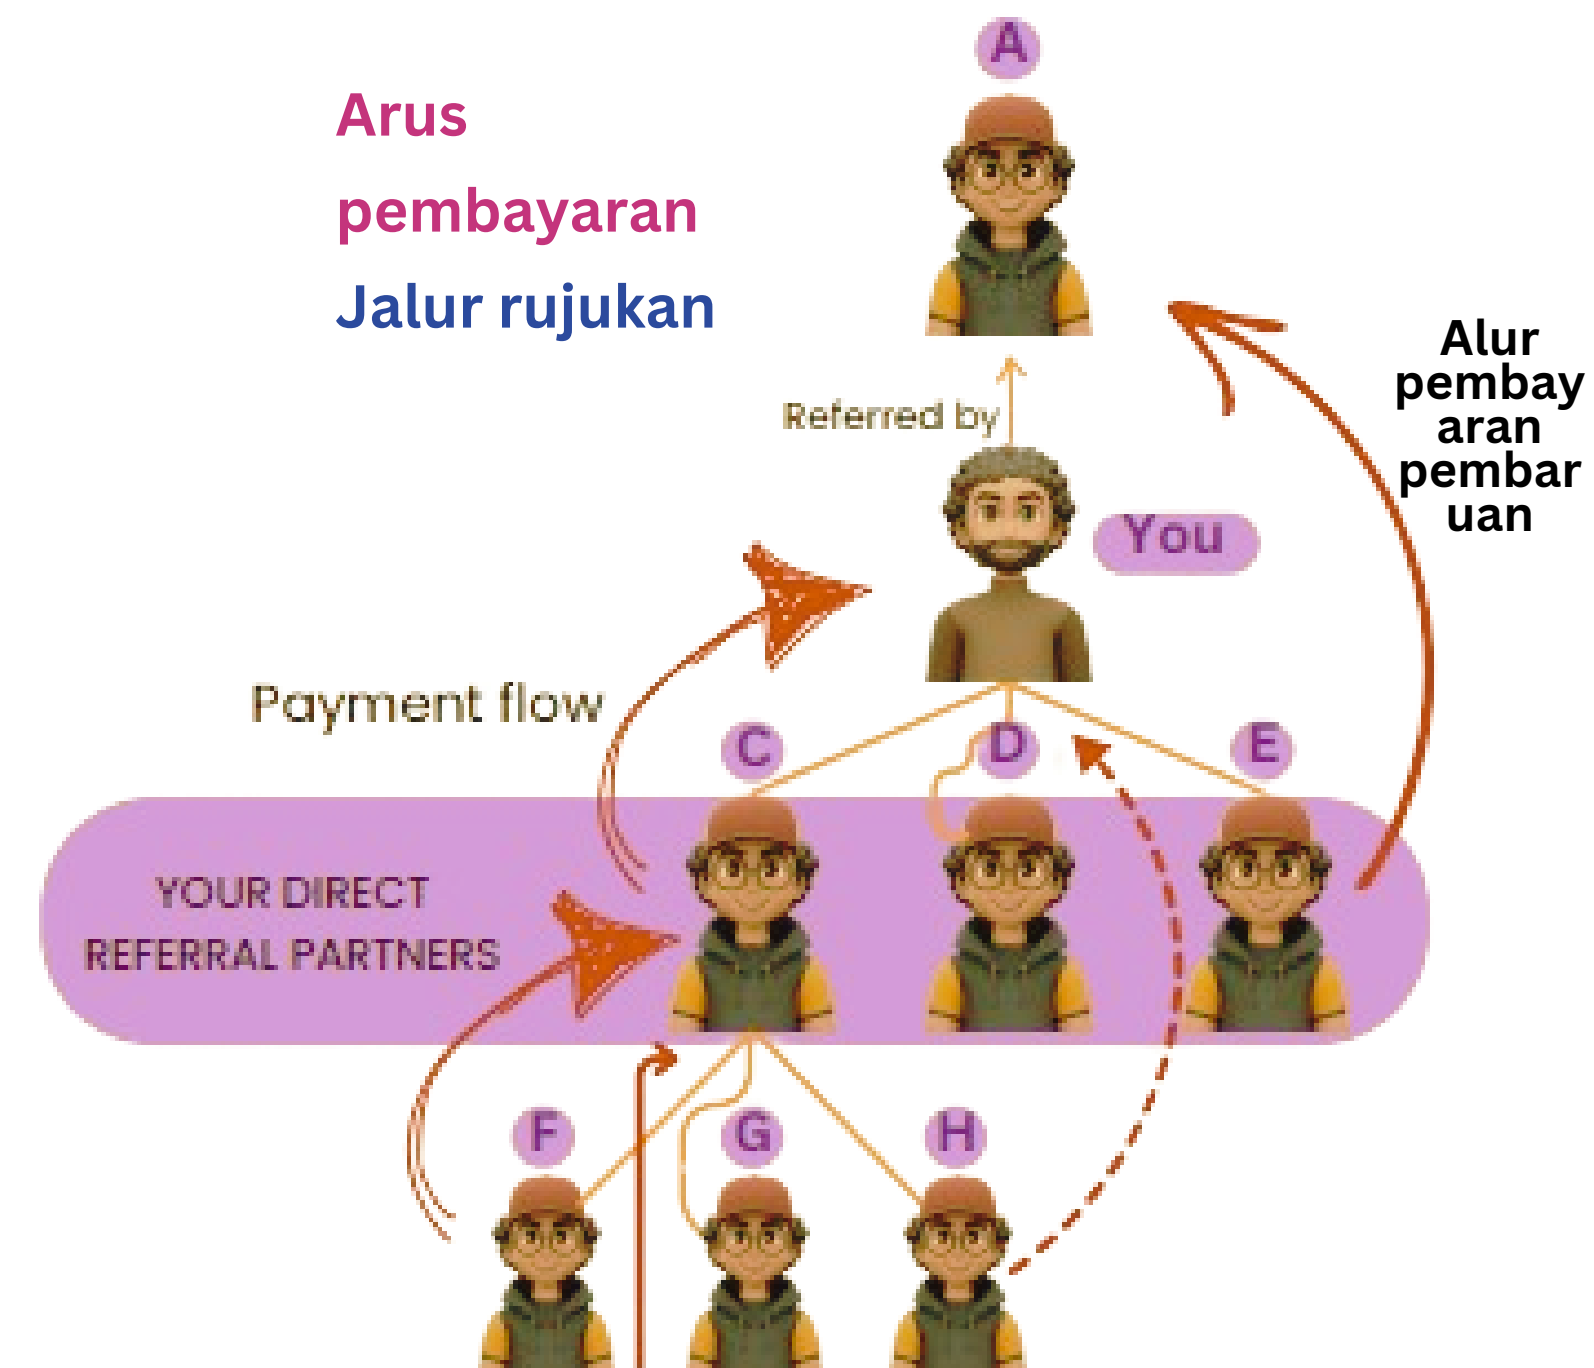 A
Arus
pembayaran
Jalur rujukan
Alur
pembay
aran
pembar
uan
Referred by
You
Payment flow
C
D
E
YOUR DIRECT
REFERRAL PARTNERS
F
G
H